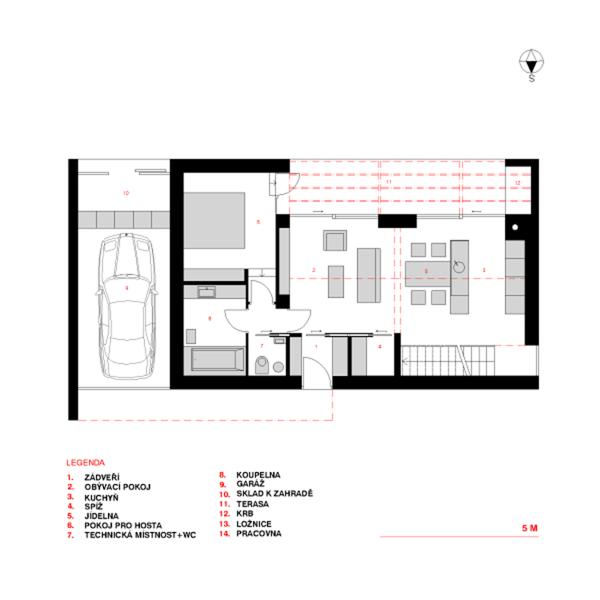 S
10
11
12
6
2
5
3
9
8
7
1
4
LEGENDA
1. ZÁDVEŘÍ
2. OBÝVACÍ POKOJ
3. KUCHYŇ
4. SPÍŽ
5. JÍDELNA
6. POKOJ PRO HOSTA
7. TECHNICKÁ MÍSTNOST+WC
8. KOUPELNA
9. GARÁŽ
10. SKLAD K ZAHRADĚ
11. TERASA
12. KRB
13. LOŽNICE
14. PRACOVNA
5 M